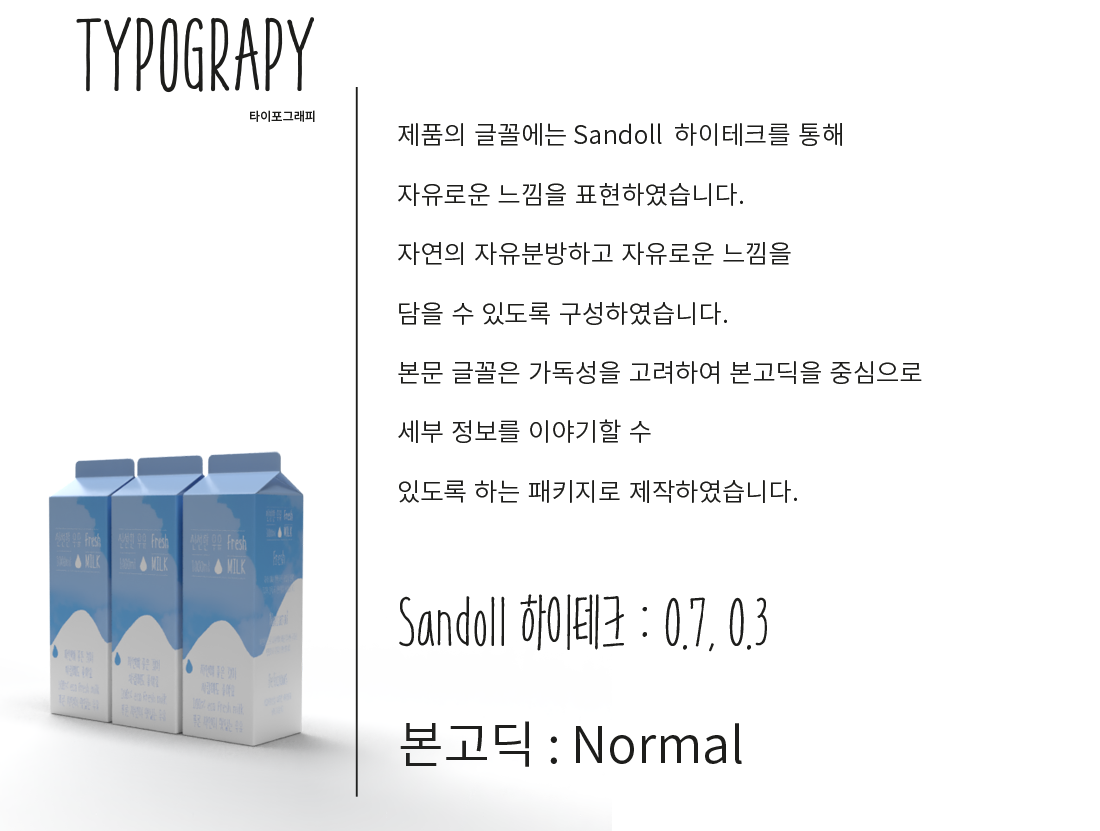 TYPOGRAPY
타이포그래피
제품의 글꼴에는 Sandoll 하이테크를 통해
자유로운 느낌을 표현하였습니다.
자연의 자유분방하고 자유로운 느낌을
담을 수 있도록 구성하였습니다.
본문 글꼴은 가독성을 고려하여 본고딕을 중심으로
세부 정보를 이야기할 수
있도록 하는 패키지로 제작하였습니다.
Sandoll 하이테크 : 0.7, 0.3
본고딕 : Normal
Fresh
MILK
Fresh
MILK
Fresh
MILK